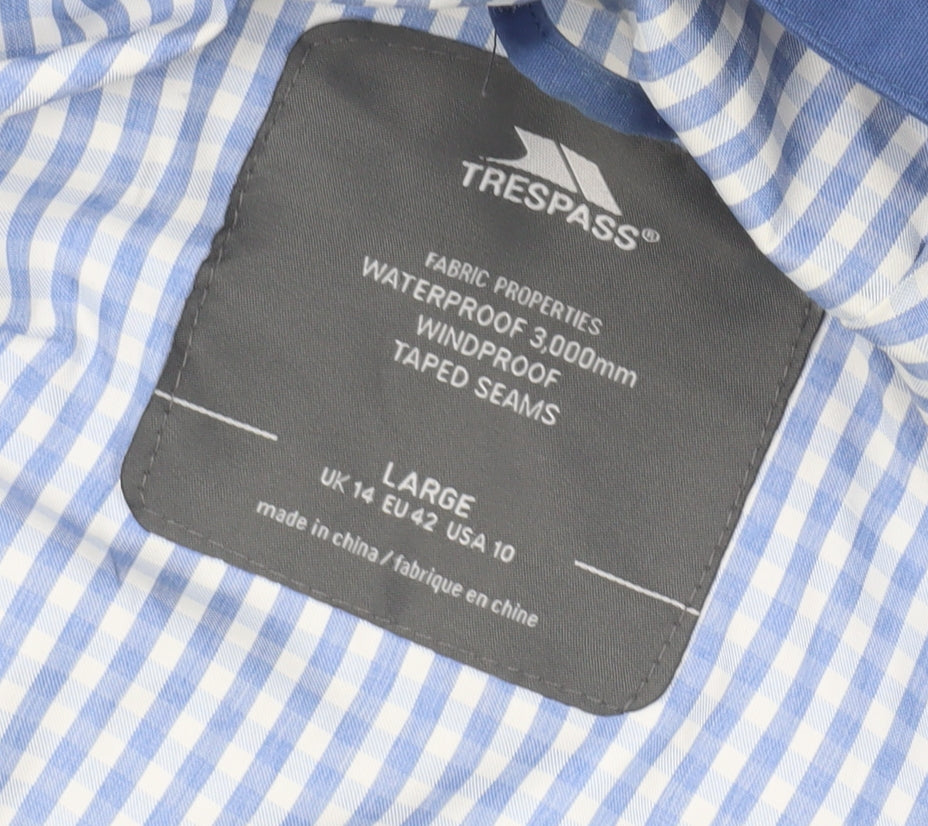 TRESPASS®
FABRIC PROPERTIES
WATERPROOF 3,000mm
WINDPROOF
TAPED SEAMS
LARGE
UK 14 EU 42 USA 10
made in china / fabrique en chine